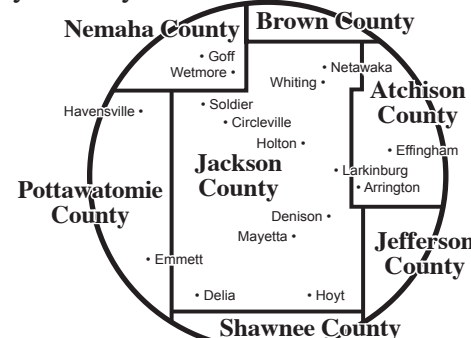 Nemaha County
Brown County
• Goff
Wetmore •
• Netawaka
Whiting •
Atchison
County
Havensville •
• Soldier
• Circleville
Holton •
• Effingham
Jackson
County
• Larkinburg
• Arrington
Pottawatomie
County
Denison •
Mayetta •
Jefferson
County
• Emmett
• Delia
• Hoyt
Shawnee County